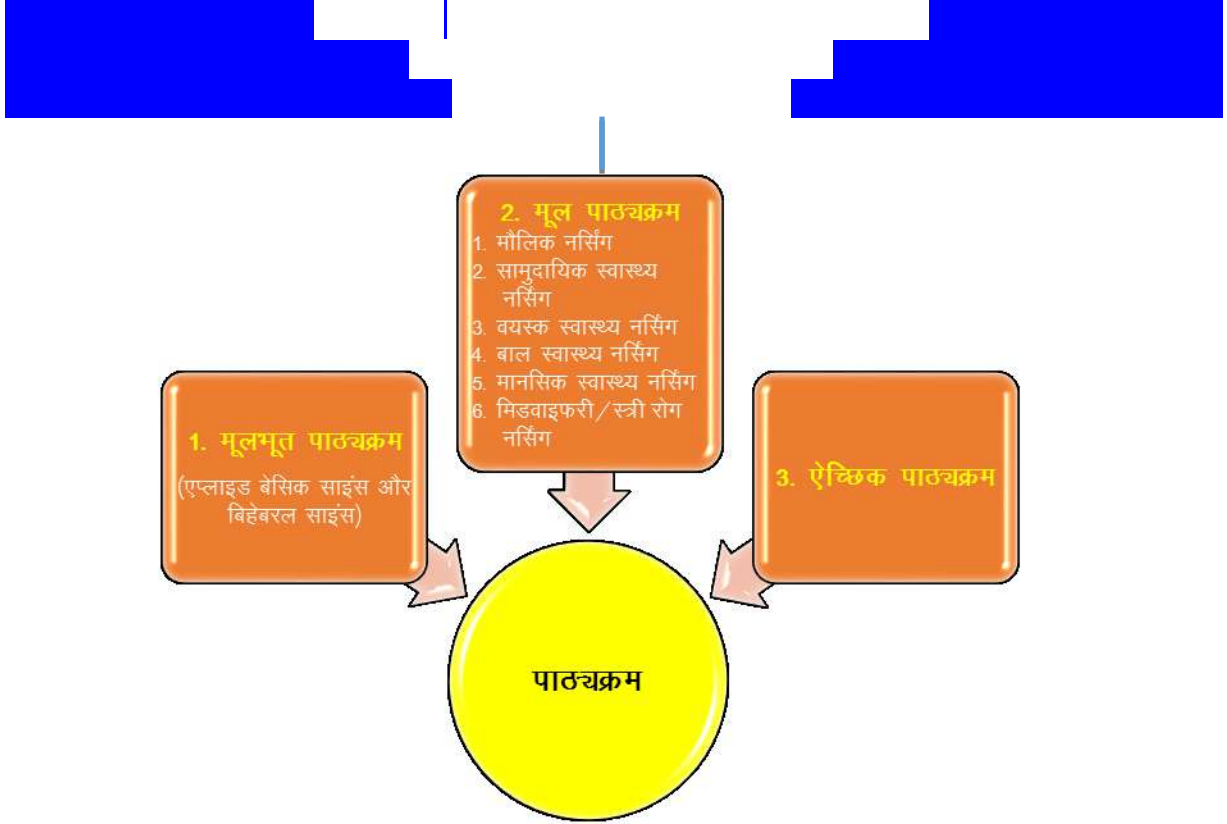 2. मूल पाठ्यक्रम
1. मौलिक नर्सिंग
2. सामुदायिक स्वास्थ्य
नर्सिंग
3. वयस्क स्वास्थ्य नर्सिंग
4. बाल स्वास्थ्य नर्सिंग
5. मानसिक स्वास्थ्य नर्सिंग
6. मिडवाइफरी/स्त्री रोग
नर्सिंग
1. मूलभूत पाठ्यक्रम
(एप्लाइड बेसिक साइंस और
बिहेबरल साइंस)
3. ऐच्छिक पाठ्यक्रम
पाठ्यक्रम